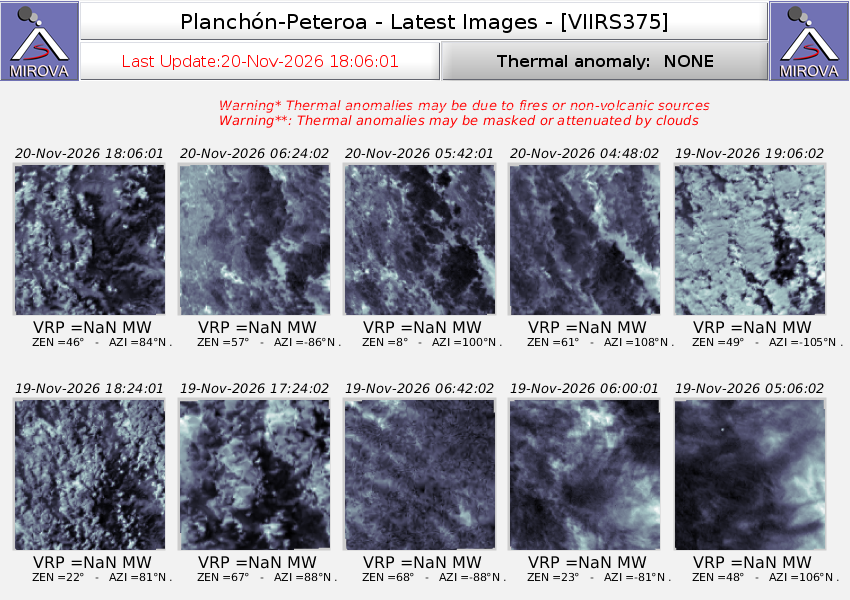 Planchón-Peteroa - Latest Images - [VIIRS375]
MIROVA
Last Update:20-Nov-2026 18:06:01
Thermal anomaly: NONE
MIROVA
Warning* Thermal anomalies may be due to fires or non-volcanic sources
Warning**: Thermal anomalies may be masked or attenuated by clouds
20-Nov-2026 18:06:01 20-Nov-2026 06:24:02 20-Nov-2026 05:42:01 20-Nov-2026 04:48:02 19-Nov-2026 19:06:02
VRP =NaN MW VRP =NaN MW VRP =NaN MW VRP =NaN MW VRP =NaN MW
ZEN =46° - AZI =84°N . ZEN =57° - AZI =-86°N . ZEN =8° - AZI =100°N . ZEN =61° - AZI =108°N . ZEN =49° - AZI =-105°N .
19-Nov-2026 18:24:01 19-Nov-2026 17:24:02 19-Nov-2026 06:42:02 19-Nov-2026 06:00:01 19-Nov-2026 05:06:02
VRP =NaN MW VRP =NaN MW VRP =NaN MW VRP =NaN MW VRP =NaN MW
ZEN =22° - AZI =81°N . ZEN =67° - AZI =88°N . ZEN =68° - AZI =-88°N . ZEN =23° - AZI =-81°N . ZEN =48° - AZI =106°N .